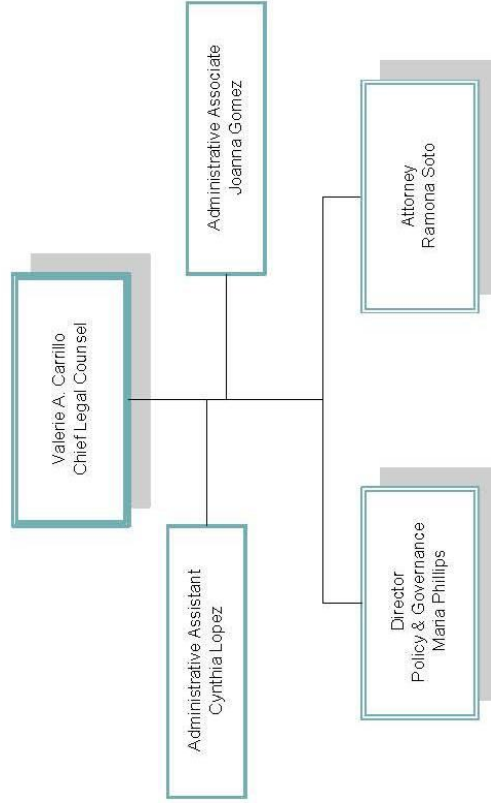 Valerie A. Carrillo
Chief Legal Counsel
Administrative Assistant
Cynthia Lopez
Administrative Associate
Joanna Gomez
Director
Policy & Governance
Maria Phillips
Attorney
Ramona Soto